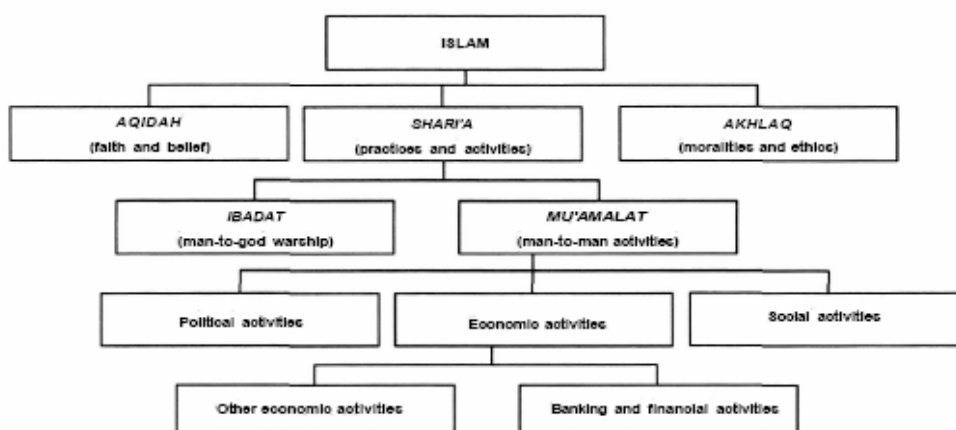 ISLAM
AQIDAH
(faith and belief)
SHARI'A
(practices and activities)
AKHLAQ
(moralities and ethics)
IBADAT
(man-to-god warship)
MU'AMALAT
(man-to-man activities)
Political activities
Economic activities
Social activities
Other economic activities
Banking and financial activities